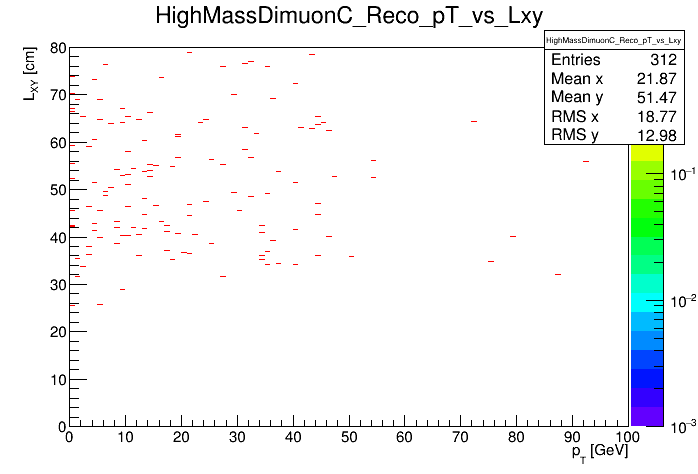 HighMassDimuonC_Reco_pT_vs_Lxy
HighMassDimuonC_Reco_pT_vs_Lxy
Entries 312
Mean x 21.87
Mean y 51.47
RMS x 18.77
RMS y 12.98
L_XY [cm]
80
70
60
50
40
30
20
10
0
0 10 20 30 40 50 60 70 80 90 100
p_T [GeV]
10^−1
10^−2
10^−3